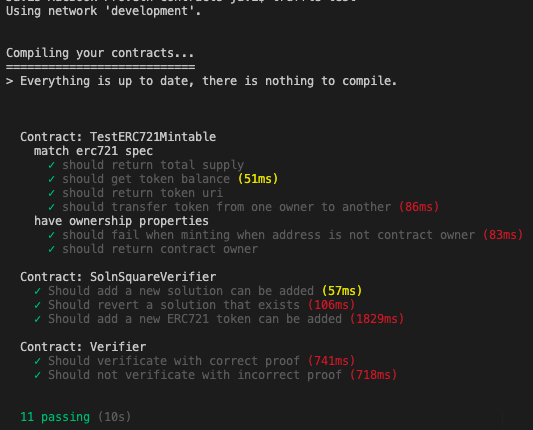 Using network 'development'.
Compiling your contracts...
===========================
> Everything is up to date, there is nothing to compile.
Contract: TestERC721Mintable
match erc721 spec
✓ should return total supply
✓ should get token balance (51ms)
✓ should return token uri
✓ should transfer token from one owner to another (86ms)
have ownership properties
✓ should fail when minting when address is not contract owner (83ms)
✓ should return contract owner
Contract: SolnSquareVerifier
✓ Should add a new solution can be added (57ms)
✓ Should revert a solution that exists (106ms)
✓ Should add a new ERC721 token can be added (1829ms)
Contract: Verifier
✓ Should verificate with correct proof (741ms)
✓ Should not verificate with incorrect proof (718ms)
11 passing (10s)